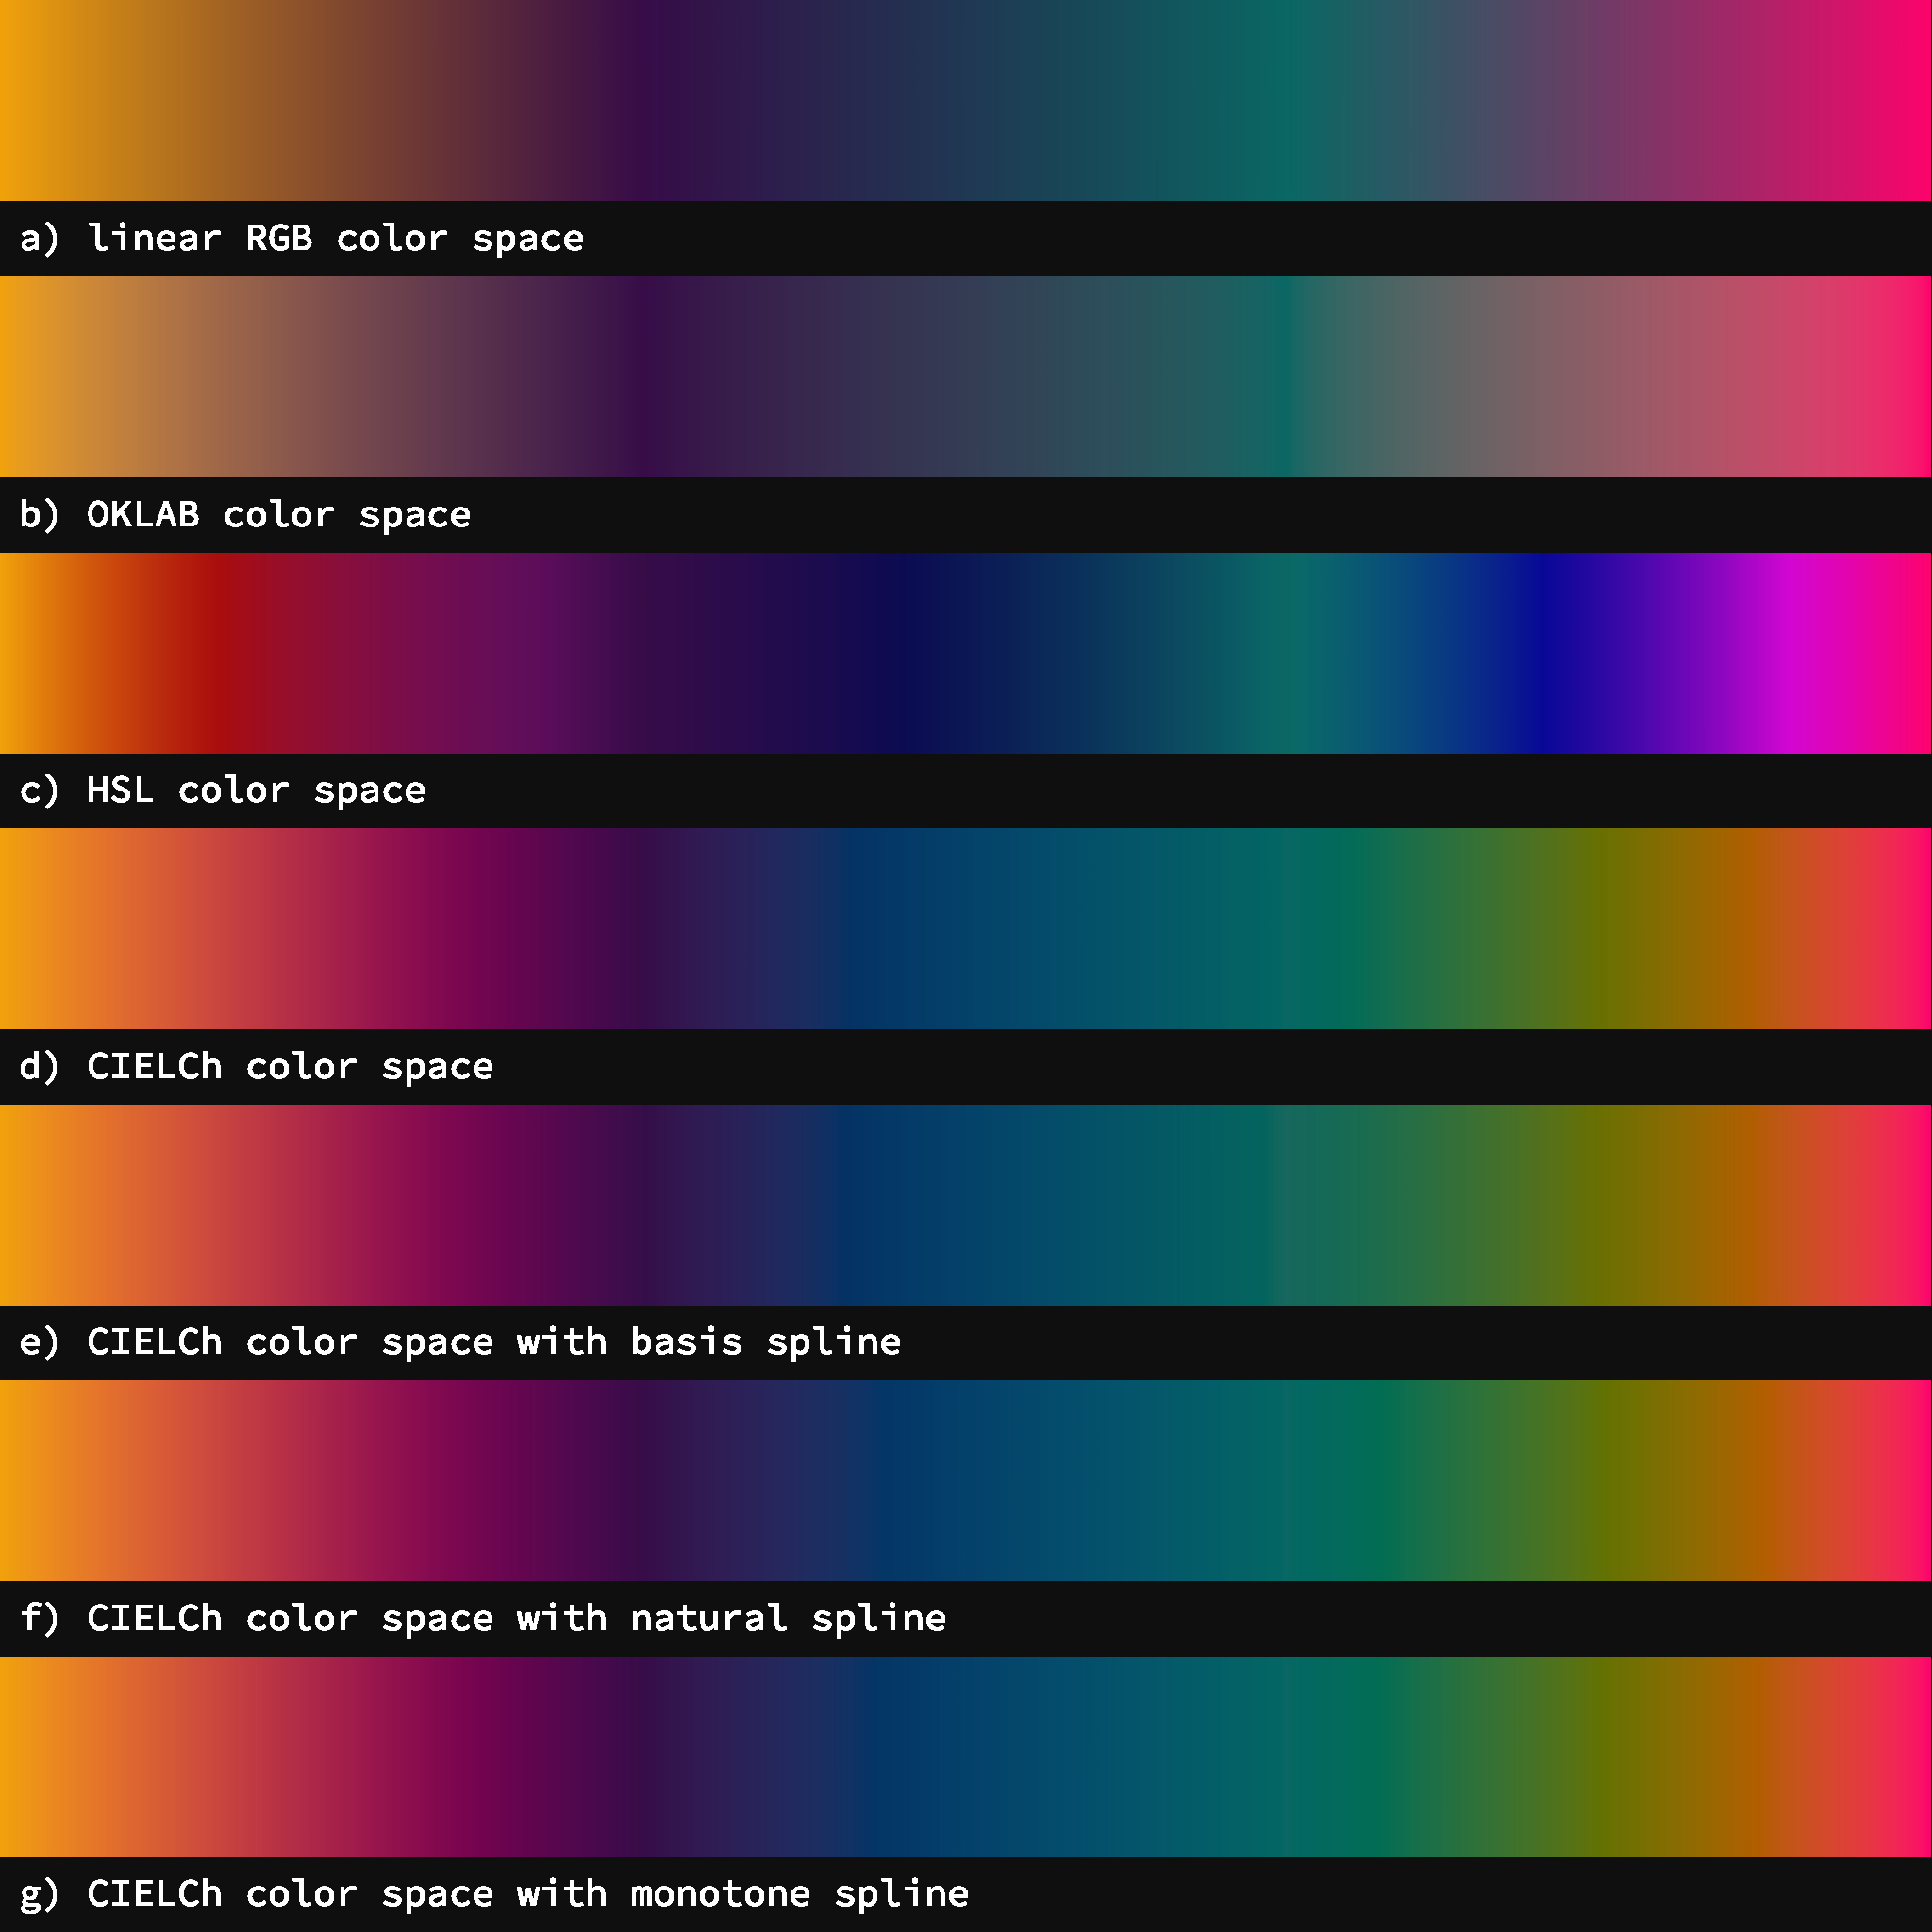 a) linear RGB color space
b) OKLAB color space
c) HSL color space
d) CIELCh color space
e) CIELCh color space with basis spline
f) CIELCh color space with natural spline
g) CIELCh color space with monotone spline